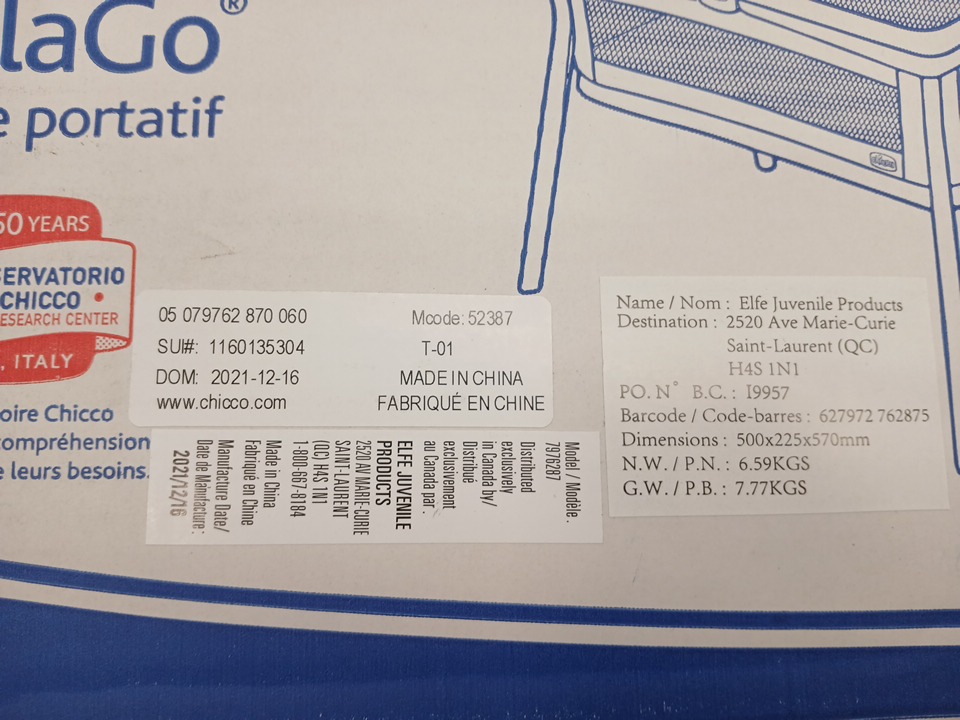 laGo®
e portatif
50 YEARS
SERVATORIO
CHICCO •
RESEARCH CENTER
, ITALY
oire Chicco
compréhension
e leurs besoins.
05 079762 870 060
SUI#: 1160135304
DOM: 2021-12-16
www.chicco.com
Mcode: 52387
T-01
MADE IN CHINA
FABRIQUÉ EN CHINE
Model / Modèle :
7976287
Distributed
exclusively
in Canada by/
Distribué
exclusivement
au Canada par :
ELFE JUVENILE
PRODUCTS
2520 AV MARIE-CURIE
SAINT-LAURENT
(QC) H4S 1N1
1-800-667-8184
Made in China
Fabriqué en Chine
Manufacture Date/
Date de Manufacture :
2021/12/16
Name / Nom : Elfe Juvenile Products
Destination : 2520 Ave Marie-Curie
Saint-Laurent (QC)
H4S 1N1
PO. N° B.C. : I9957
Barcode / Code-barres : 627972 762875
Dimensions : 500x225x570mm
N.W. / P.N. : 6.59KGS
G.W. / P.B. : 7.77KGS